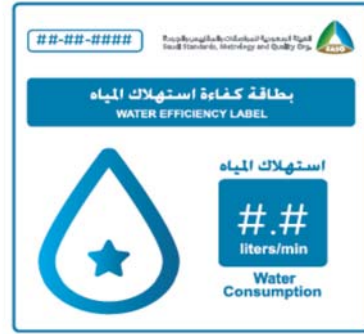 ##-##-####
الهيئة السعودية للمواصفات والمقاييس والجودة
Saudi Standards, Metrology and Quality Org.
SASO
بطاقة كفاءة استهلاك المياه
WATER EFFICIENCY LABEL
استهلاك المياه
#.#
liters/min
Water
Consumption